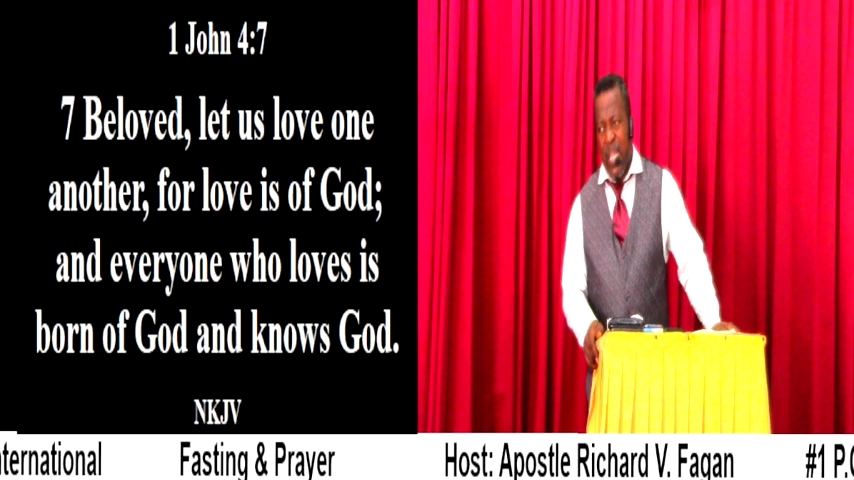 1 John 4:7
7 Beloved, let us love one
another, for love is of God;
and everyone who loves is
born of God and knows God.
NKJV
Fasting & Prayer Host: Apostle Richard V. Fagan #1